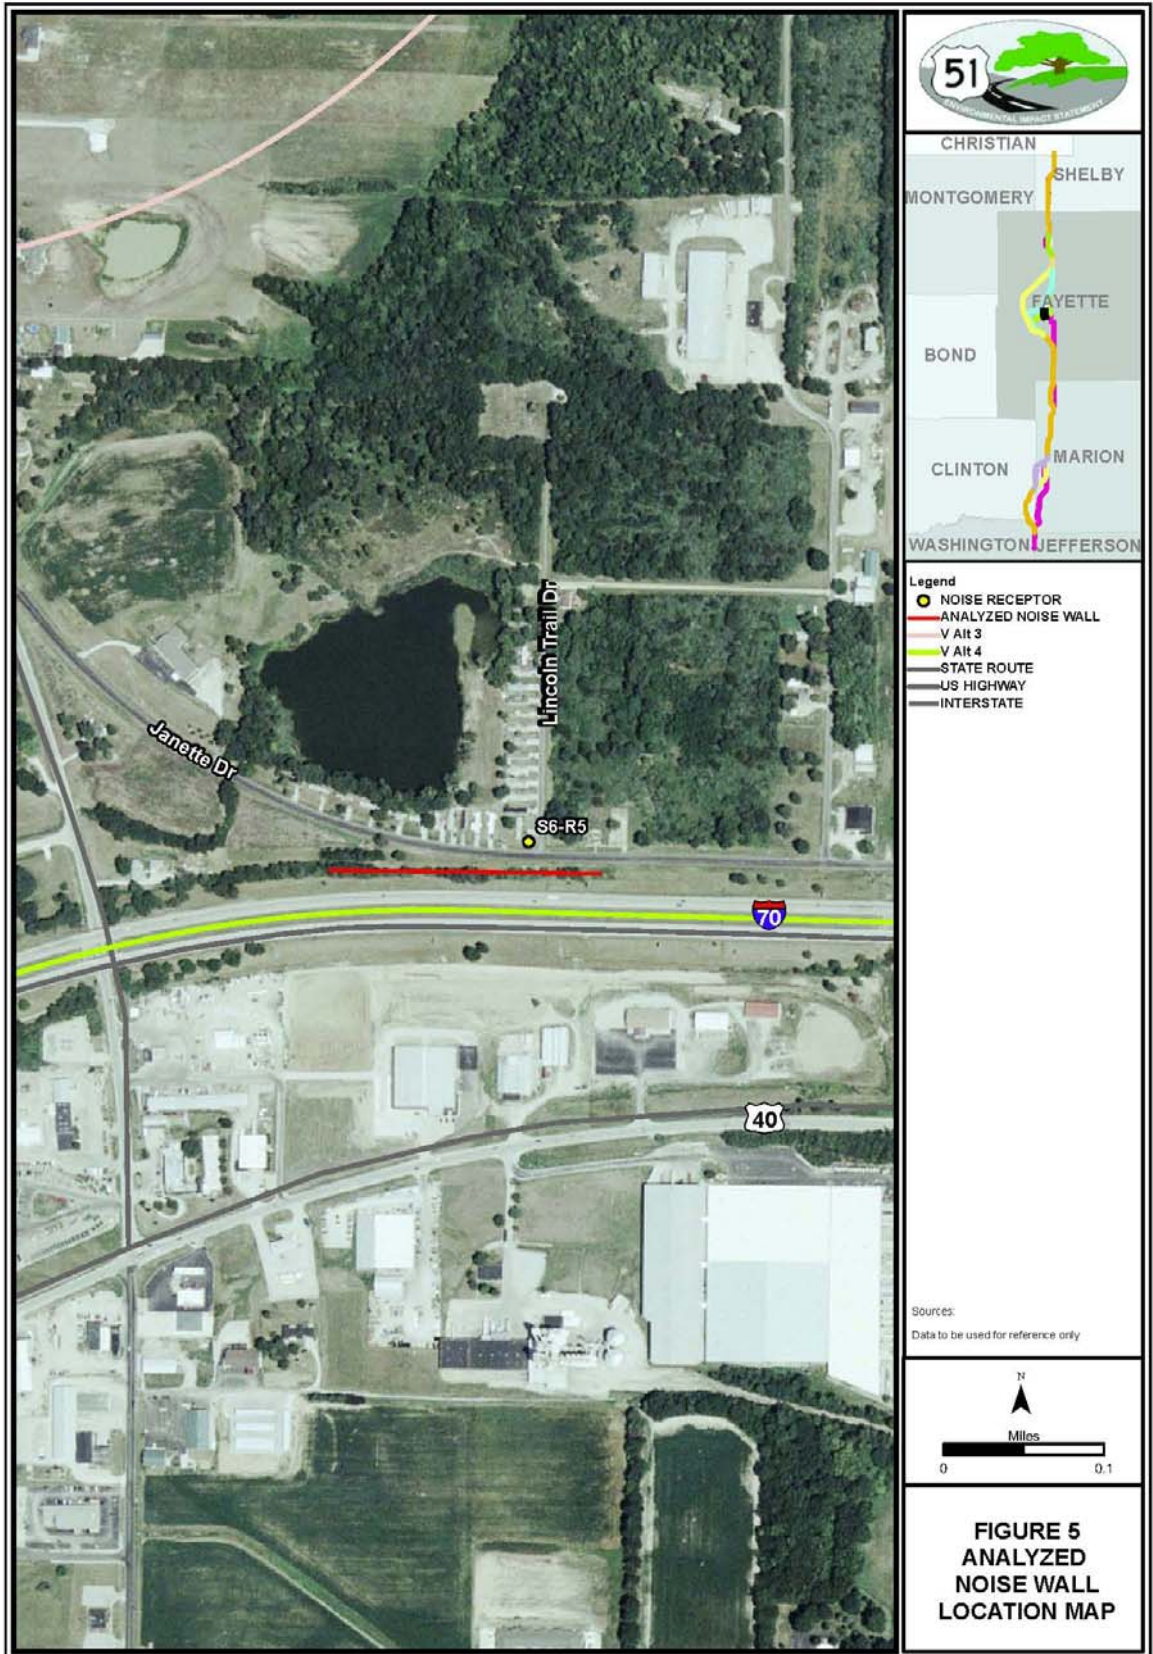 Lincoln Trail Dr
Janette Dr
S6-R5
70
40
51
ENVIRONMENTAL IMPACT STATEMENT
CHRISTIAN
SHELBY
MONTGOMERY
FAYETTE
BOND
MARION
CLINTON
WASHINGTON
JEFFERSON
Legend
NOISE RECEPTOR
ANALYZED NOISE WALL
V Alt 3
V Alt 4
STATE ROUTE
US HIGHWAY
INTERSTATE
Sources:
Data to be used for reference only
N
Miles
0 0.1
FIGURE 5
ANALYZED
NOISE WALL
LOCATION MAP